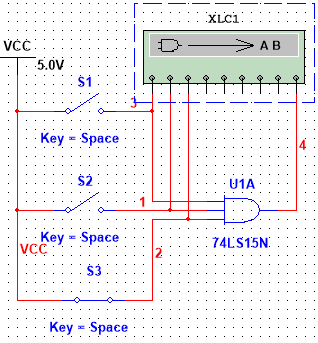 XLC1
A B
VCC
5.0V
S1
3
Key = Space
4
U1A
S2
1
Key = Space
74LS15N
VCC
2
S3
Key = Space